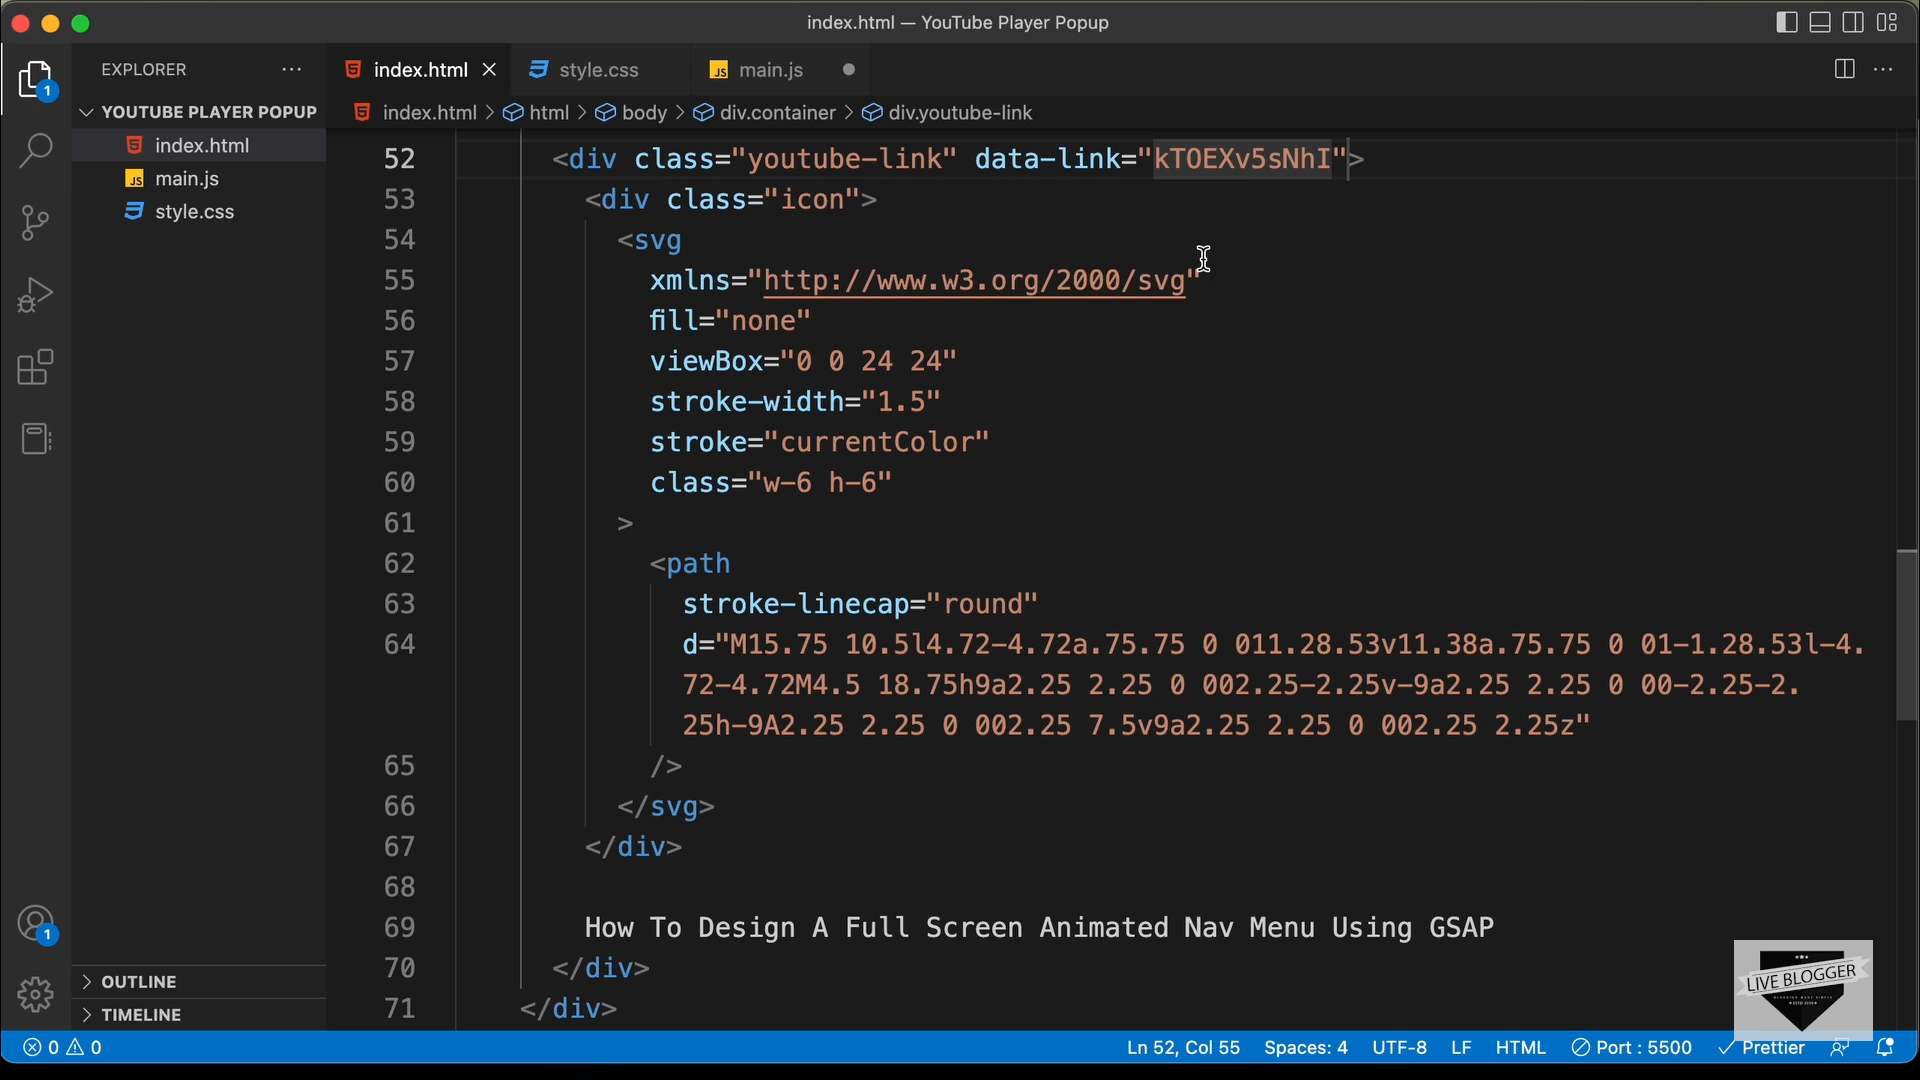 index.html — YouTube Player Popup
EXPLORER
index.html
style.css
JS main.js
1
YOUTUBE PLAYER POPUP
index.html > html > body > div.container > div.youtube-link
index.html
JS main.js
style.css
52 <div class="youtube-link" data-link="kTOEXv5sNhI">
53 <div class="icon">
54 <svg
55 xmlns="http://www.w3.org/2000/svg"
56 fill="none"
57 viewBox="0 0 24 24"
58 stroke-width="1.5"
59 stroke="currentColor"
60 class="w-6 h-6"
61 >
62 <path
63 stroke-linecap="round"
64 d="M15.75 10.5l4.72-4.72a.75.75 0 011.28.53v11.38a.75.75 0 01-1.28.53l-4.
72-4.72M4.5 18.75h9a2.25 2.25 0 002.25-2.25v-9a2.25 2.25 0 00-2.25-2.
25h-9A2.25 2.25 0 002.25 7.5v9a2.25 2.25 0 002.25 2.25z"
65 />
66 </svg>
67 </div>
68
69 How To Design A Full Screen Animated Nav Menu Using GSAP
70 </div>
71 </div>
1
OUTLINE
TIMELINE
LIVE BLOGGER
0 0
Ln 52, Col 55
Spaces: 4
UTF-8
LF
HTML
Port : 5500
Prettier